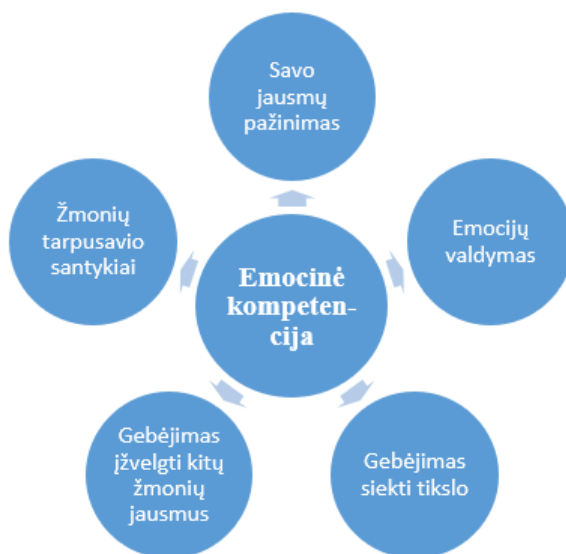 Savo
jausmų
pažinimas
Žmonių
tarpusavio
santykiai
Emocijų
valdymas
Emocinė
kompeten-
cija
Gebėjimas
įžvelgti kitų
žmonių
jausmus
Gebėjimas
siekti tikslo